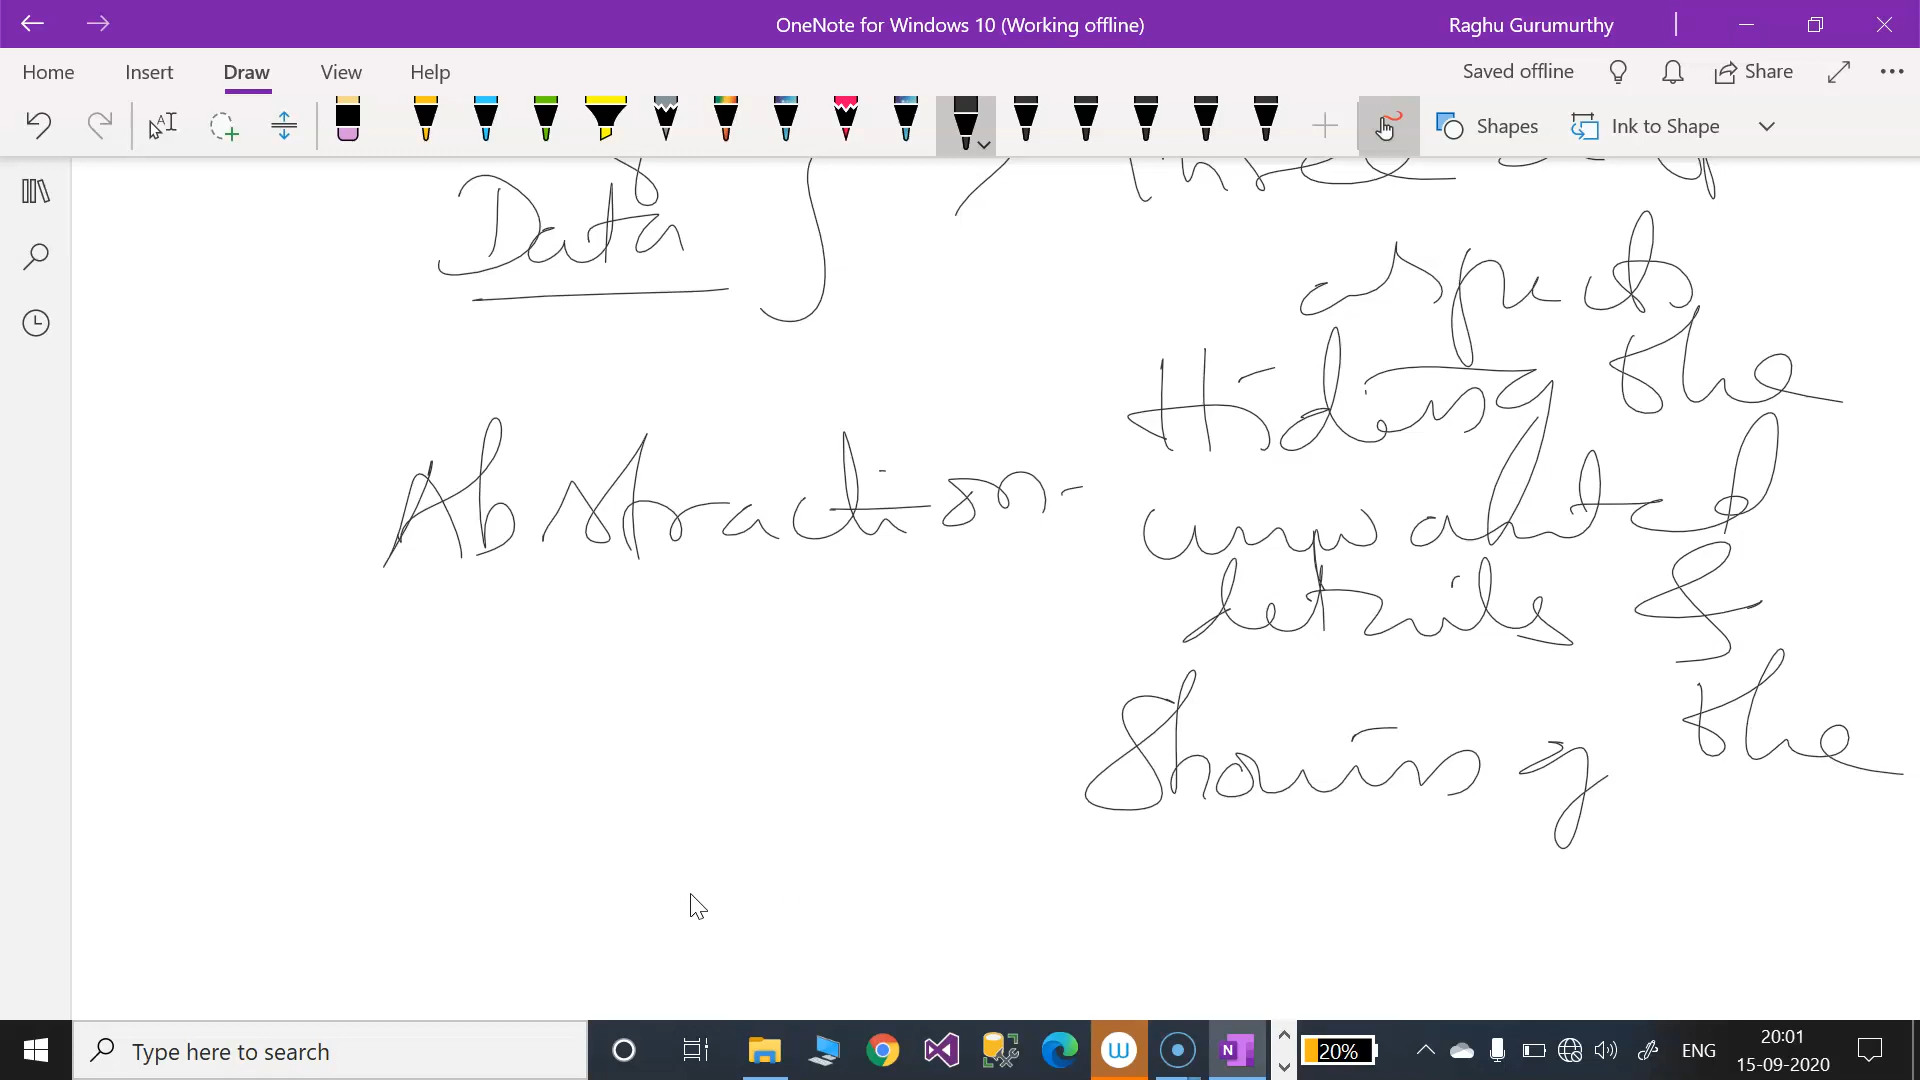 OneNote for Windows 10 (Working offline)
Raghu Gurumurthy
Home Insert Draw View Help
Saved offline Share
Shapes Ink to Shape
Data
Three
aspects
Abstraction - Hiding the
unwanted
details &
Showing the
Type here to search
20%
ENG
20:01
15-09-2020